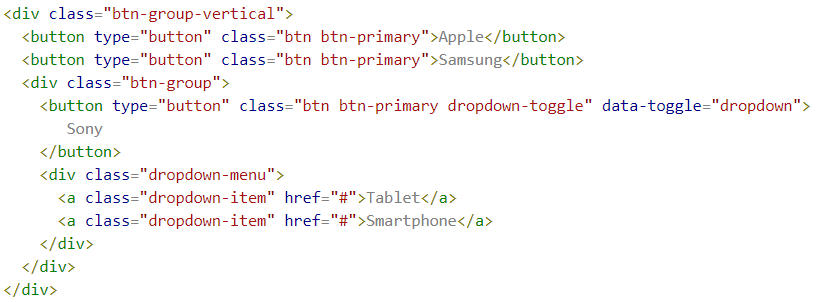 <div class="btn-group-vertical">
  <button type="button" class="btn btn-primary">Apple</button>
  <button type="button" class="btn btn-primary">Samsung</button>
  <div class="btn-group">
    <button type="button" class="btn btn-primary dropdown-toggle" data-toggle="dropdown">
       Sony
    </button>
    <div class="dropdown-menu">
      <a class="dropdown-item" href="#">Tablet</a>
      <a class="dropdown-item" href="#">Smartphone</a>
    </div>
  </div>
</div>